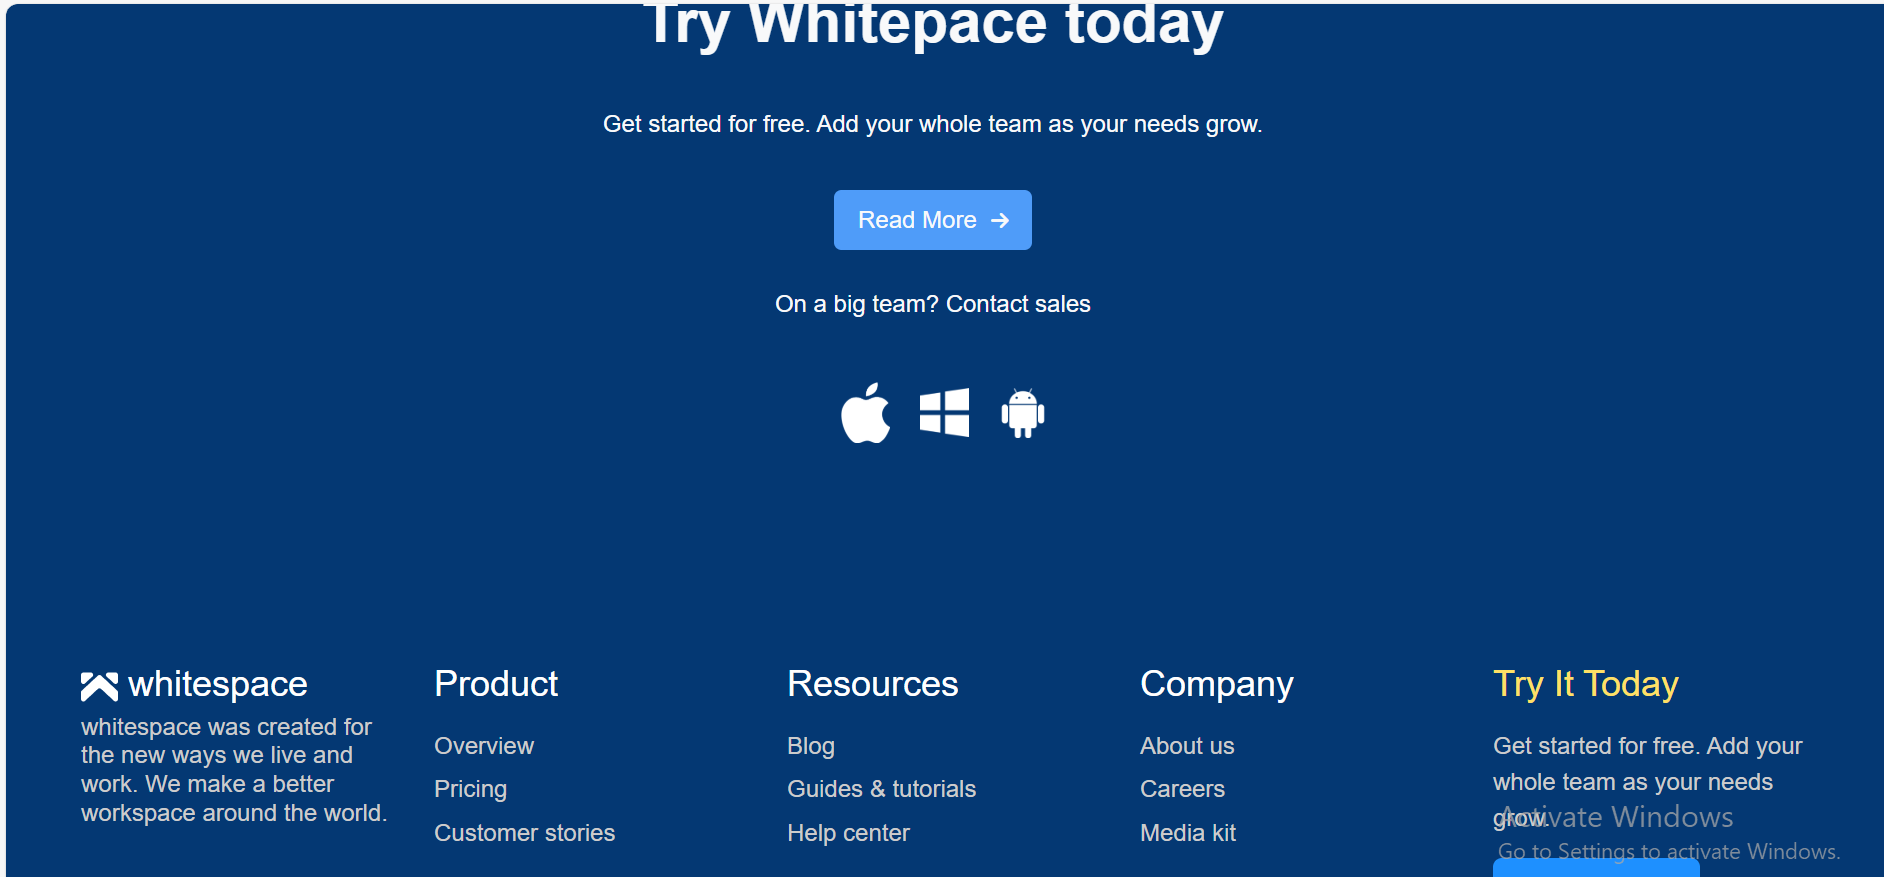 Try Whitepace today
Get started for free. Add your whole team as your needs grow.
Read More
On a big team? Contact sales
whitespace
whitespace was created for
the new ways we live and
work. We make a better
workspace around the world.
Product
Overview
Pricing
Customer stories
Resources
Blog
Guides & tutorials
Help center
Company
About us
Careers
Media kit
Try It Today
Get started for free. Add your
whole team as your needs
grow.
Activate Windows
Go to Settings to activate Windows.